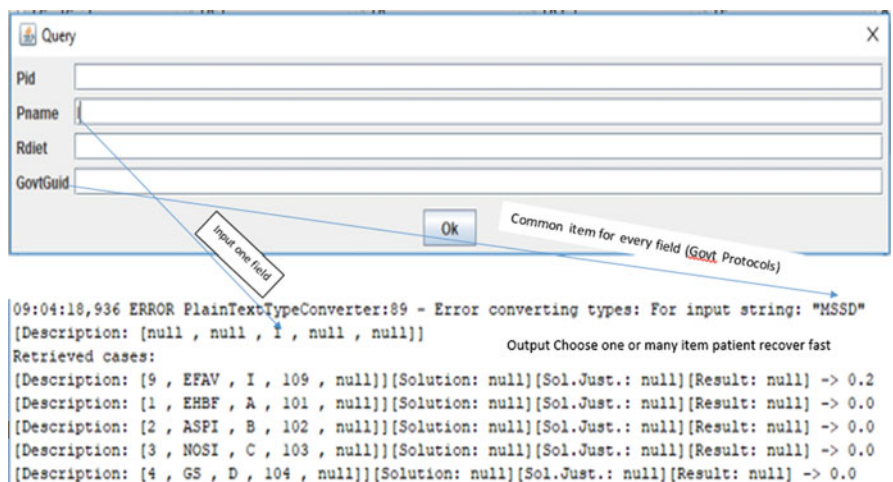 Query X
Pid
Pname I
Rdiet
GovtGuid
Ok
Input one field
Common item for every field (Govt Protocols)
09:04:18,936 ERROR PlainTextTypeConverter:89 - Error converting types: For input string: "MSSD"
[Description: [null , null , I , null , null]]
Output Choose one or many item patient recover fast
Retrieved cases:
[Description: [9 , EFAV , I , 109 , null]][Solution: null][Sol.Just.: null][Result: null] -> 0.2
[Description: [1 , EHBF , A , 101 , null]][Solution: null][Sol.Just.: null][Result: null] -> 0.0
[Description: [2 , ASPI , B , 102 , null]][Solution: null][Sol.Just.: null][Result: null] -> 0.0
[Description: [3 , NOSI , C , 103 , null]][Solution: null][Sol.Just.: null][Result: null] -> 0.0
[Description: [4 , GS , D , 104 , null]][Solution: null][Sol.Just.: null][Result: null] -> 0.0